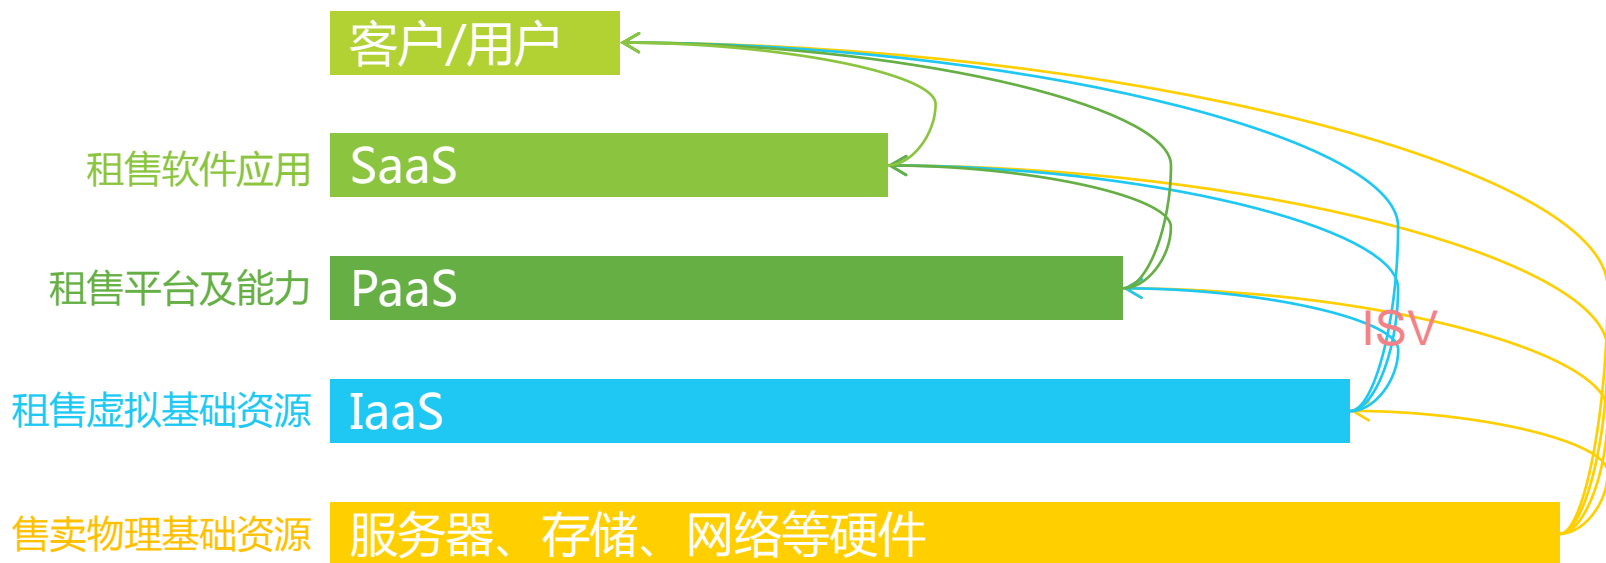 客户/用户
租售软件应用 SaaS
租售平台及能力 PaaS
ISV
租售虚拟基础资源 IaaS
售卖物理基础资源 服务器、存储、网络等硬件